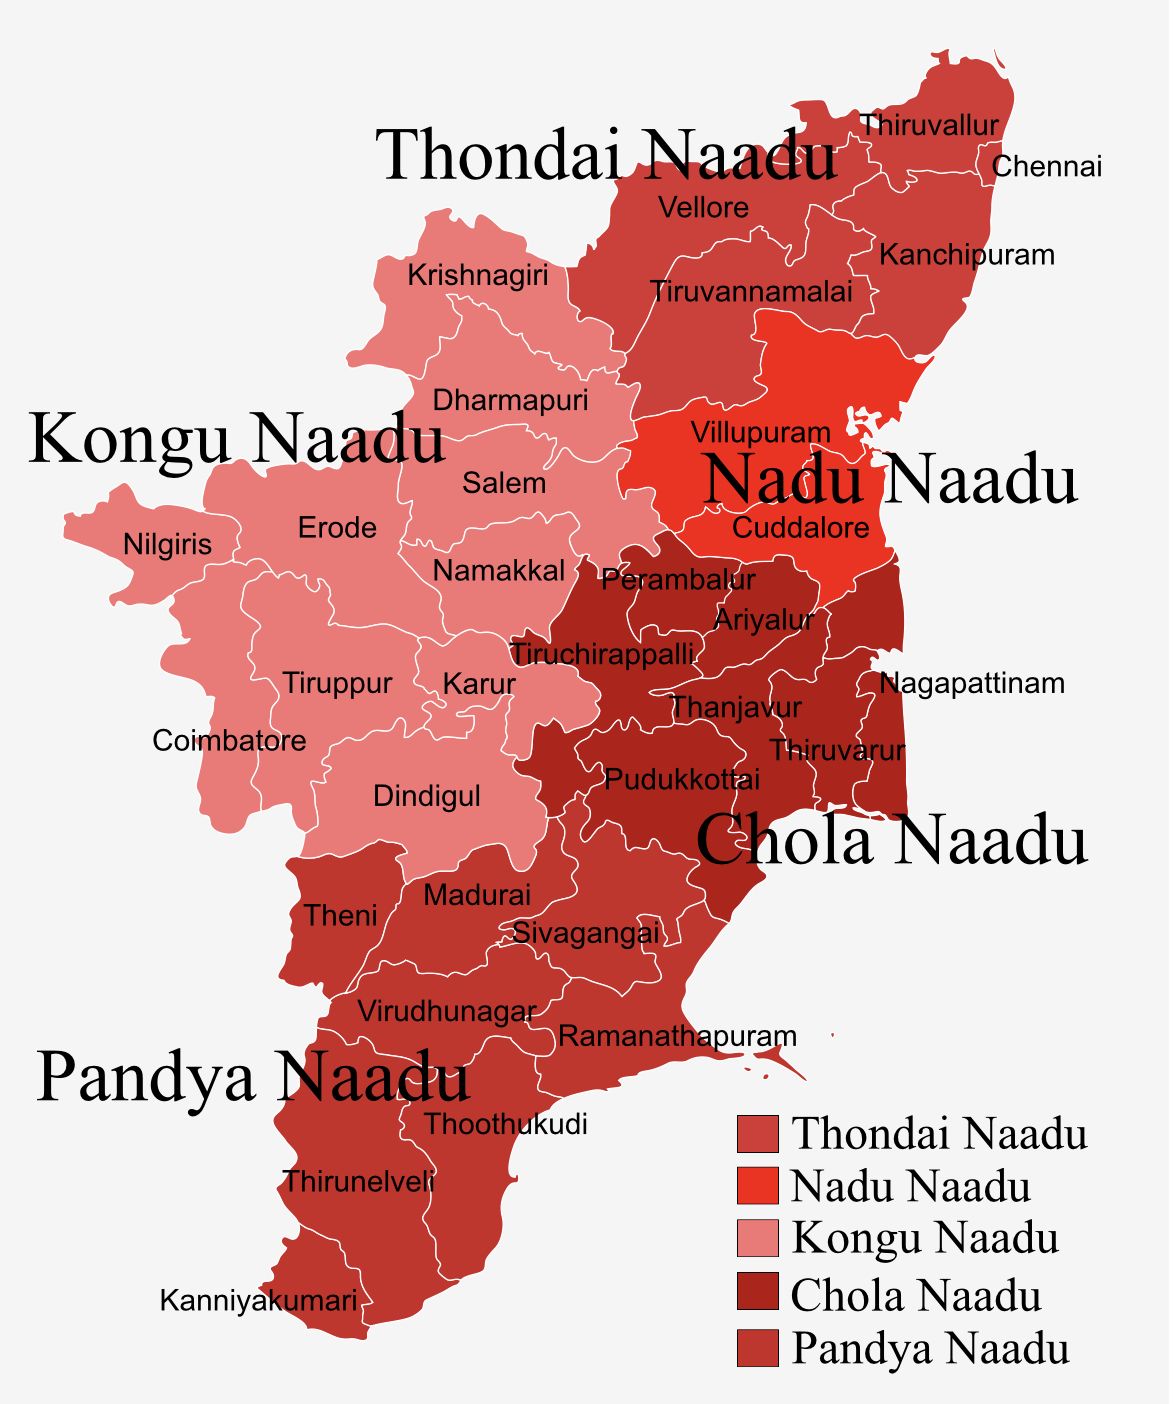 Thiruvallur
Thondai Naadu
Chennai
Vellore
Kanchipuram
Krishnagiri
Tiruvannamalai
Dharmapuri
Kongu Naadu
Villupuram
Salem
Nadu Naadu
Erode
Cuddalore
Nilgiris
Namakkal
Perambalur
Ariyalur
Tiruchirappalli
Tiruppur
Karur
Nagapattinam
Thanjavur
Coimbatore
Thiruvarur
Pudukkottai
Dindigul
Chola Naadu
Madurai
Theni
Sivagangai
Virudhunagar
Ramanathapuram
Pandya Naadu
Thoothukudi
Thirunelveli
Kanniyakumari
Thondai Naadu
Nadu Naadu
Kongu Naadu
Chola Naadu
Pandya Naadu